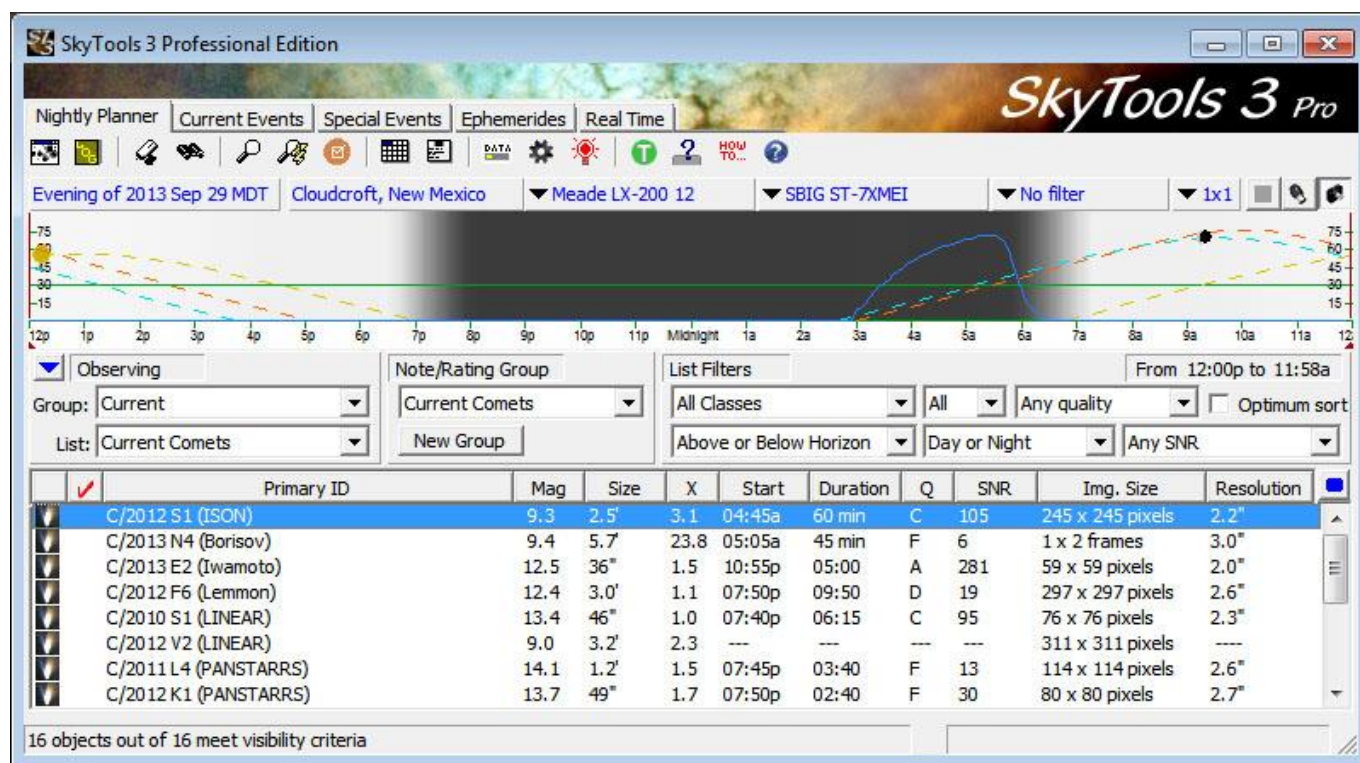 SkyTools 3 Professional Edition
SkyTools 3 Pro
Nightly Planner Current Events Special Events Ephemerides Real Time
DATA T ? HOW TO... ?
Evening of 2013 Sep 29 MDT Cloudcroft, New Mexico Meade LX-200 12 SBIG ST-7XMEI No filter 1x1
75 75
60 60
45 45
30 30
15 15
12p 1p 2p 3p 4p 5p 6p 7p 8p 9p 10p 11p Midnight 1a 2a 3a 4a 5a 6a 7a 8a 9a 10a 11a 12
Observing Note/Rating Group List Filters From 12:00p to 11:58a
Group: Current Current Comets All Classes All Any quality Optimum sort
List: Current Comets New Group Above or Below Horizon Day or Night Any SNR
Primary ID Mag Size X Start Duration Q SNR Img. Size Resolution
C/2012 S1 (ISON) 9.3 2.5' 3.1 04:45a 60 min C 105 245 x 245 pixels 2.2"
C/2013 N4 (Borisov) 9.4 5.7' 23.8 05:05a 45 min F 6 1 x 2 frames 3.0"
C/2013 E2 (Iwamoto) 12.5 36" 1.5 10:55p 05:00 A 281 59 x 59 pixels 2.0"
C/2012 F6 (Lemmon) 12.4 3.0' 1.1 07:50p 09:50 D 19 297 x 297 pixels 2.6"
C/2010 S1 (LINEAR) 13.4 46" 1.0 07:40p 06:15 C 95 76 x 76 pixels 2.3"
C/2012 V2 (LINEAR) 9.0 3.2' 2.3 --- --- --- --- 311 x 311 pixels ----
C/2011 L4 (PANSTARRS) 14.1 1.2' 1.5 07:45p 03:40 F 13 114 x 114 pixels 2.6"
C/2012 K1 (PANSTARRS) 13.7 49" 1.7 07:50p 02:40 F 30 80 x 80 pixels 2.7"
16 objects out of 16 meet visibility criteria